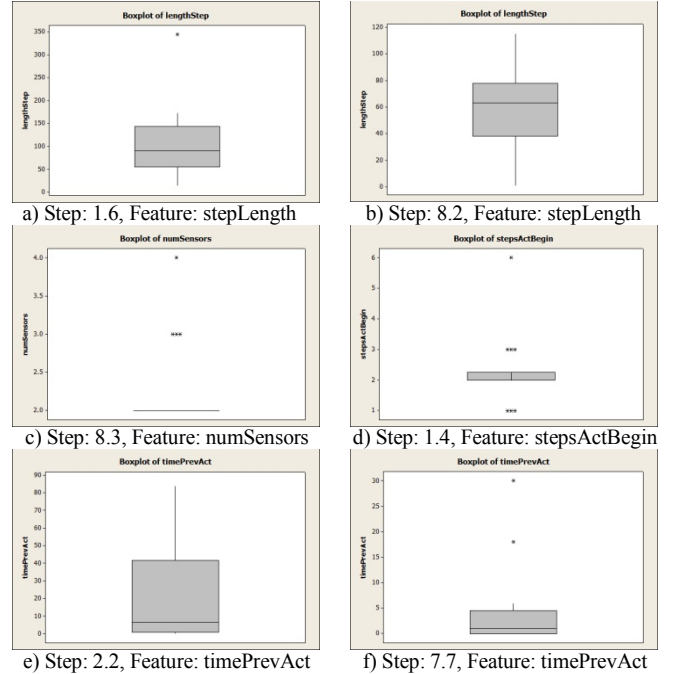 Boxplot of lengthStep
350
300
250
200
150
100
50
0
lengthStep
*
a) Step: 1.6, Feature: stepLength
Boxplot of lengthStep
120
100
80
60
40
20
0
lengthStep
b) Step: 8.2, Feature: stepLength
Boxplot of numSensors
4.0
3.5
3.0
2.5
2.0
numSensors
*
***
c) Step: 8.3, Feature: numSensors
Boxplot of stepsActBegin
6
5
4
3
2
1
stepsActBegin
*
***
***
d) Step: 1.4, Feature: stepsActBegin
Boxplot of timePrevAct
90
80
70
60
50
40
30
20
10
0
timePrevAct
e) Step: 2.2, Feature: timePrevAct
Boxplot of timePrevAct
30
25
20
15
10
5
0
timePrevAct
*
*
f) Step: 7.7, Feature: timePrevAct